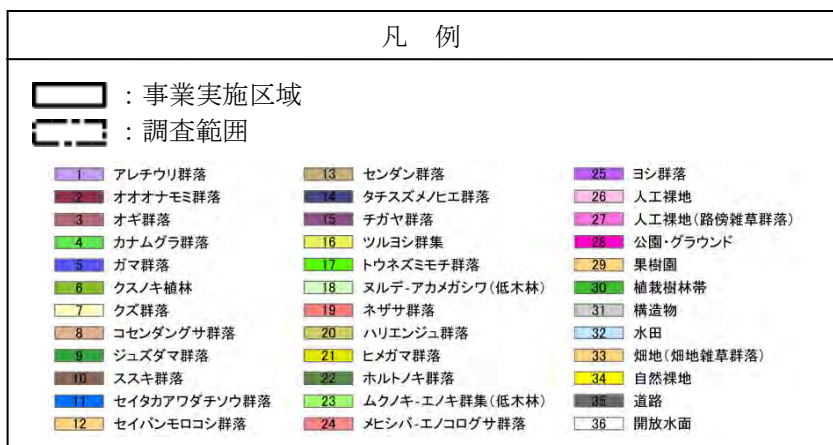 凡 例
：事業実施区域
：調査範囲
1 アレチウリ群落
2 オオオナモミ群落
3 オギ群落
4 カナムグラ群落
5 ガマ群落
6 クスノキ植林
7 クズ群落
8 コセンダングサ群落
9 ジュズダマ群落
10 ススキ群落
11 セイタカアワダチソウ群落
12 セイバンモロコシ群落
13 センダン群落
14 タチスズメノヒエ群落
15 チガヤ群落
16 ツルヨシ群集
17 トウネズミモチ群落
18 ヌルデ-アカメガシワ(低木林)
19 ネザサ群落
20 ハリエンジュ群落
21 ヒメガマ群落
22 ホルトノキ群落
23 ムクノキ-エノキ群集(低木林)
24 メヒシバ-エノコログサ群落
25 ヨシ群落
26 人工裸地
27 人工裸地(路傍雑草群落)
28 公園・グラウンド
29 果樹園
30 植栽樹林帯
31 構造物
32 水田
33 畑地(畑地雑草群落)
34 自然裸地
35 道路
36 開放水面